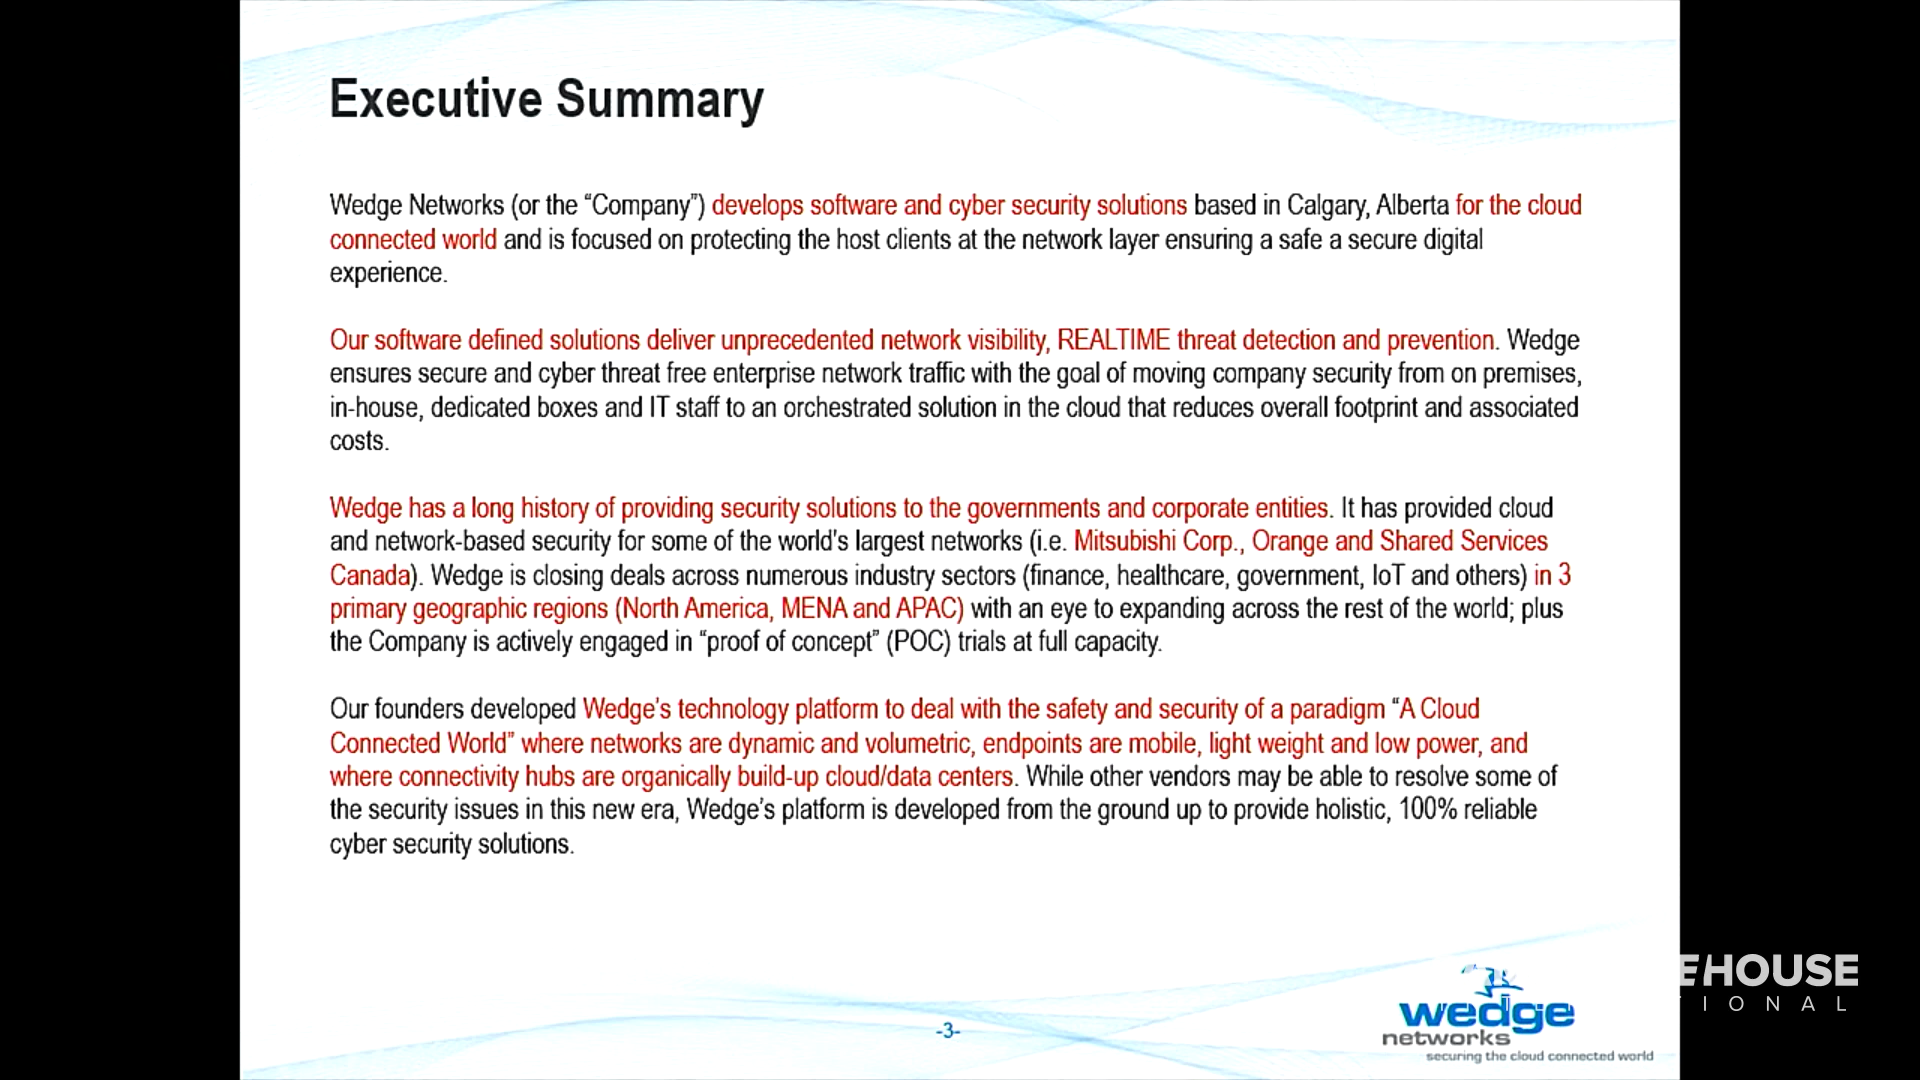 Executive Summary
Wedge Networks (or the “Company”) develops software and cyber security solutions based in Calgary, Alberta for the cloud
connected world and is focused on protecting the host clients at the network layer ensuring a safe a secure digital
experience.
Our software defined solutions deliver unprecedented network visibility, REALTIME threat detection and prevention. Wedge
ensures secure and cyber threat free enterprise network traffic with the goal of moving company security from on premises,
in-house, dedicated boxes and IT staff to an orchestrated solution in the cloud that reduces overall footprint and associated
costs.
Wedge has a long history of providing security solutions to the governments and corporate entities. It has provided cloud
and network-based security for some of the world's largest networks (i.e. Mitsubishi Corp., Orange and Shared Services
Canada). Wedge is closing deals across numerous industry sectors (finance, healthcare, government, IoT and others) in 3
primary geographic regions (North America, MENA and APAC) with an eye to expanding across the rest of the world; plus
the Company is actively engaged in “proof of concept” (POC) trials at full capacity.
Our founders developed Wedge’s technology platform to deal with the safety and security of a paradigm “A Cloud
Connected World” where networks are dynamic and volumetric, endpoints are mobile, light weight and low power, and
where connectivity hubs are organically build-up cloud/data centers. While other vendors may be able to resolve some of
the security issues in this new era, Wedge’s platform is developed from the ground up to provide holistic, 100% reliable
cyber security solutions.
-3-
wedge
networks
securing the cloud connected world
EHOUSE
IONAL